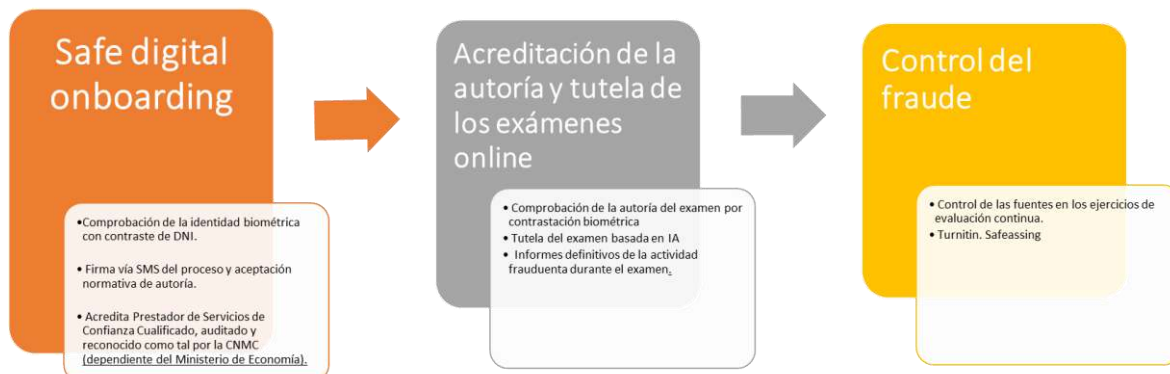 Safe digital
onboarding
•Comprobación de la identidad biométrica
con contraste de DNI.
• Firma vía SMS del proceso y aceptación
normativa de autoría.
• Acredita Prestador de Servicios de
Confianza Cualificado, auditado y
reconocido como tal por la CNMC
(dependiente del Ministerio de Economía).
Acreditación de la
autoría y tutela de
los exámenes
online
• Comprobación de la autoría del examen por
contrastación biométrica
• Tutela del examen basada en IA
• Informes definitivos de la actividad
frauduenta durante el examen.
Control del
fraude
• Control de las fuentes en los ejercicios de
evaluación continua.
• Turnitin. Safeassing